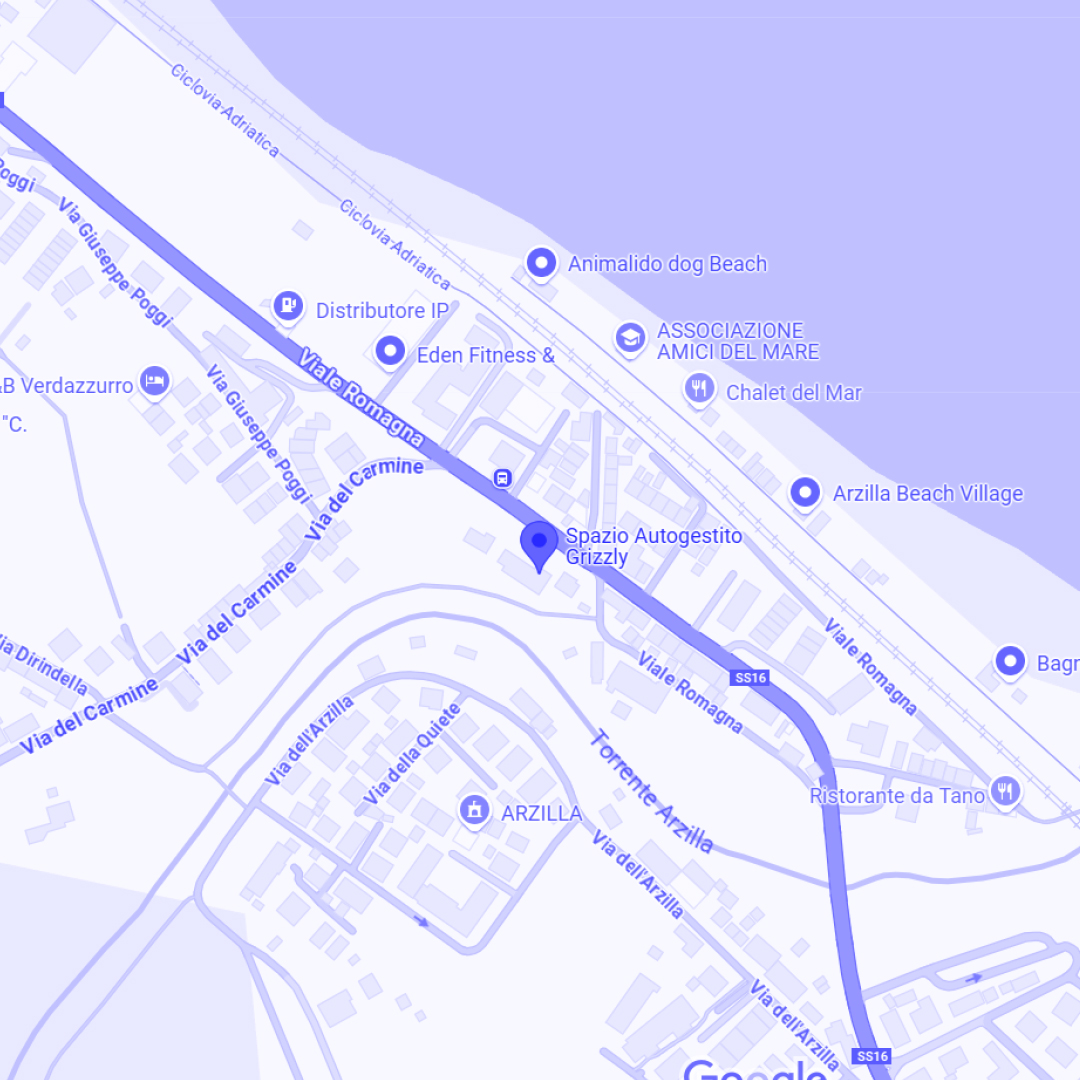 Ciclovia Adriatica
Poggi
Via Giuseppe Poggi
Ciclovia Adriatica
Animalido dog Beach
Distributore IP
ASSOCIAZIONE
AMICI DEL MARE
Eden Fitness &
Viale Romagna
&B Verdazzurro
Chalet del Mar
"C.
Via Giuseppe Poggi
Via del Carmine
Arzilla Beach Village
Spazio Autogestito
Grizzly
Via del Carmine
Via Dirindella
Viale Romagna
Bagn
SS16
Viale Romagna
Via del Carmine
Via dell'Arzilla
Via della Quiete
Torrente Arzilla
Ristorante da Tano
ARZILLA
Via dell'Arzilla
Via dell'Arzilla
SS16
Google